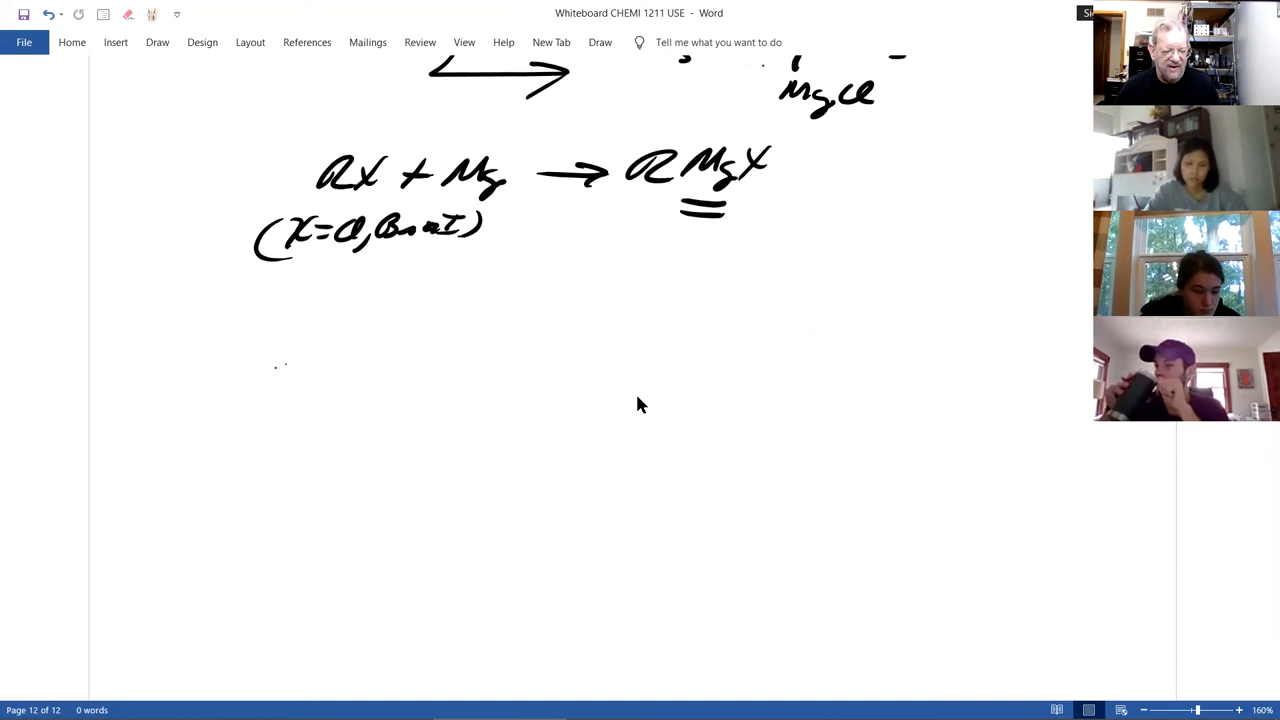 Whiteboard CHEMI 1211 USE - Word
File Home Insert Draw Design Layout References Mailings Review View Help New Tab Draw Tell me what you want to do
MgCl
RX + Mg → RMgX
(X=Cl, Br or I)
Page 12 of 12 0 words
160%